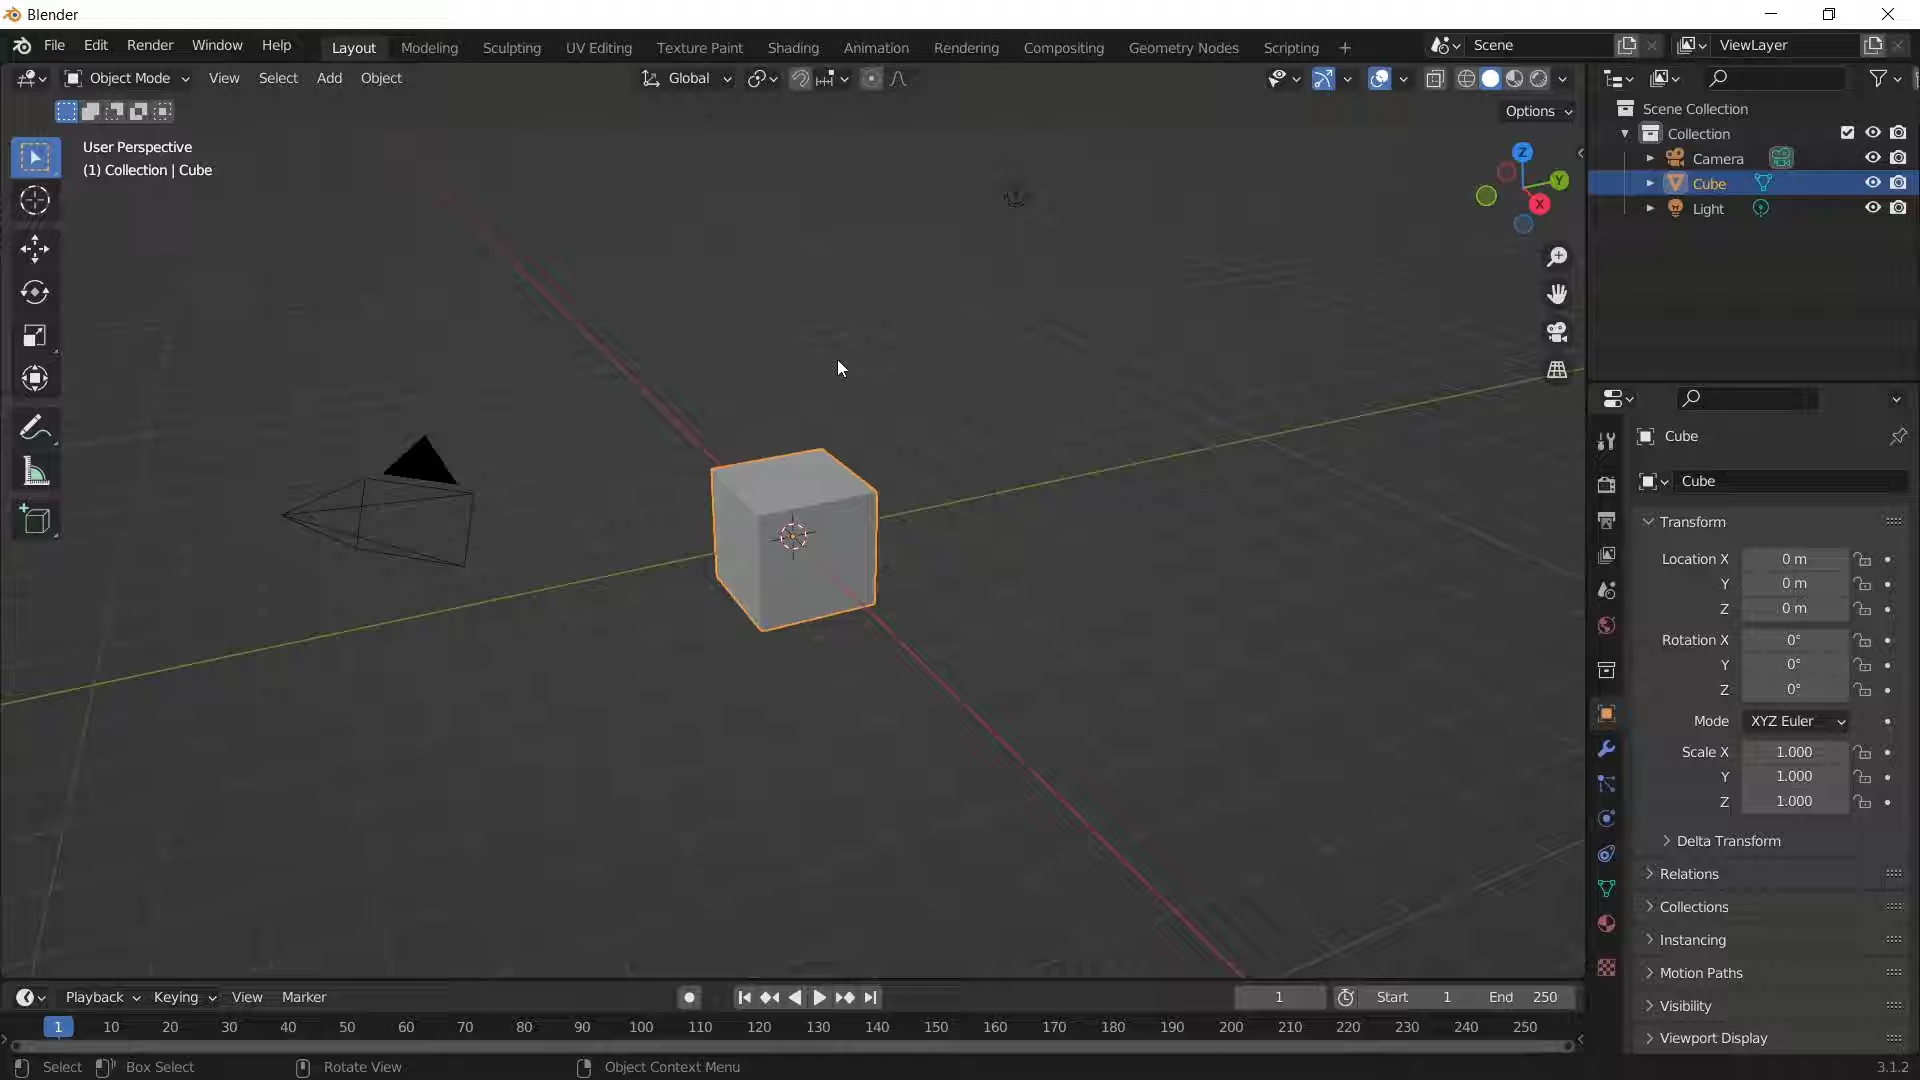 Blender
File Edit Render Window Help Layout Modeling Sculpting UV Editing Texture Paint Shading Animation Rendering Compositing Geometry Nodes Scripting + Scene ViewLayer
Object Mode View Select Add Object Global
Options
User Perspective
(1) Collection | Cube
Z
Y
X
Scene Collection
Collection
Camera
Cube
Light
Cube
Cube
Transform
Location X 0 m
Y 0 m
Z 0 m
Rotation X 0°
Y 0°
Z 0°
Mode XYZ Euler
Scale X 1.000
Y 1.000
Z 1.000
Delta Transform
Relations
Collections
Instancing
Motion Paths
Visibility
Viewport Display
Playback Keying View Marker 1 Start 1 End 250
1 10 20 30 40 50 60 70 80 90 100 110 120 130 140 150 160 170 180 190 200 210 220 230 240 250
Select Box Select Rotate View Object Context Menu 3.1.2